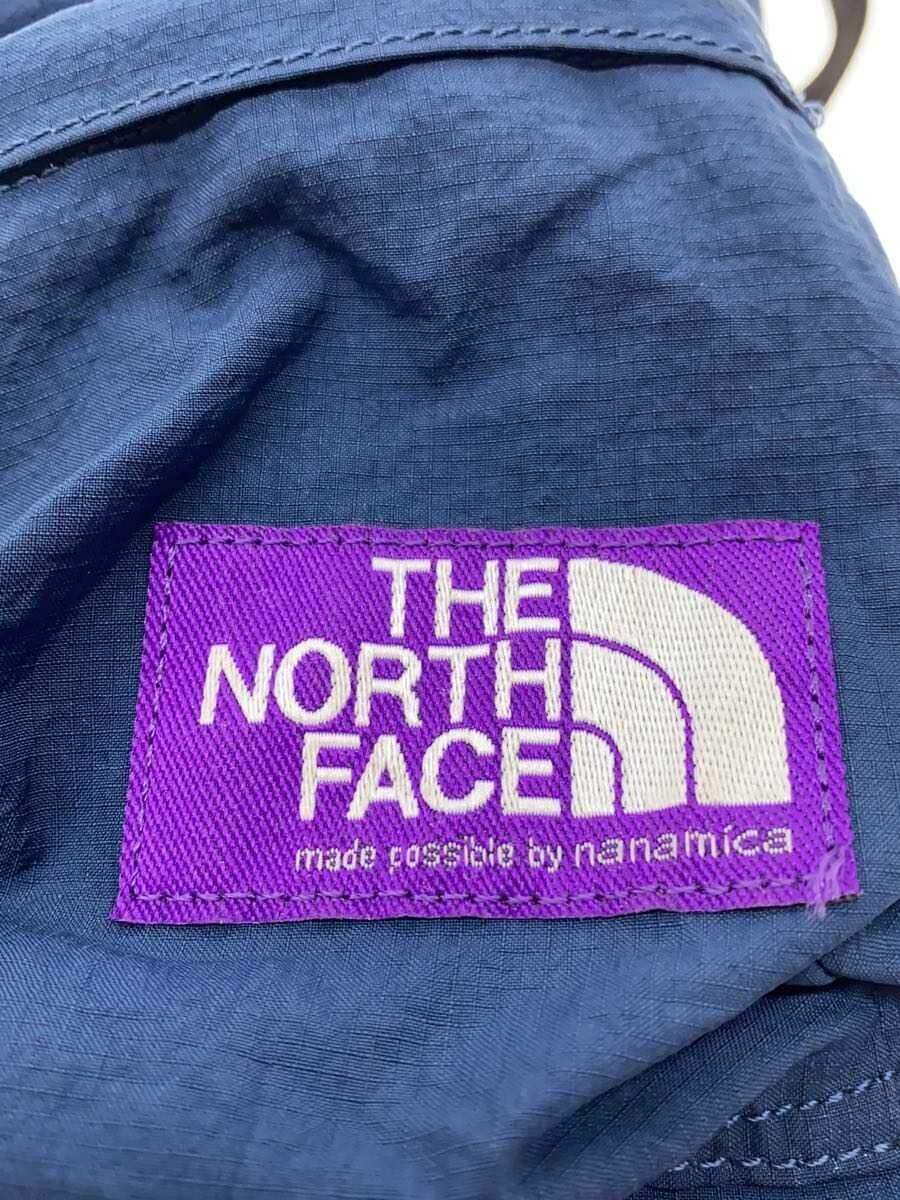 THE
NORTH
FACE
made possible by nanamica